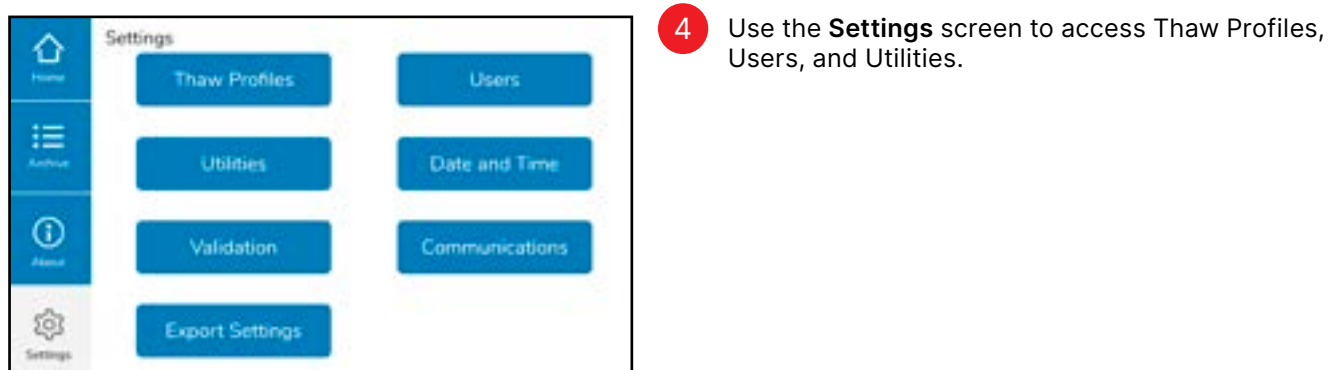 Settings
Home
Thaw Profiles
Users
Archive
Utilities
Date and Time
About
Validation
Communications
Settings
Export Settings
4 Use the Settings screen to access Thaw Profiles,
Users, and Utilities.